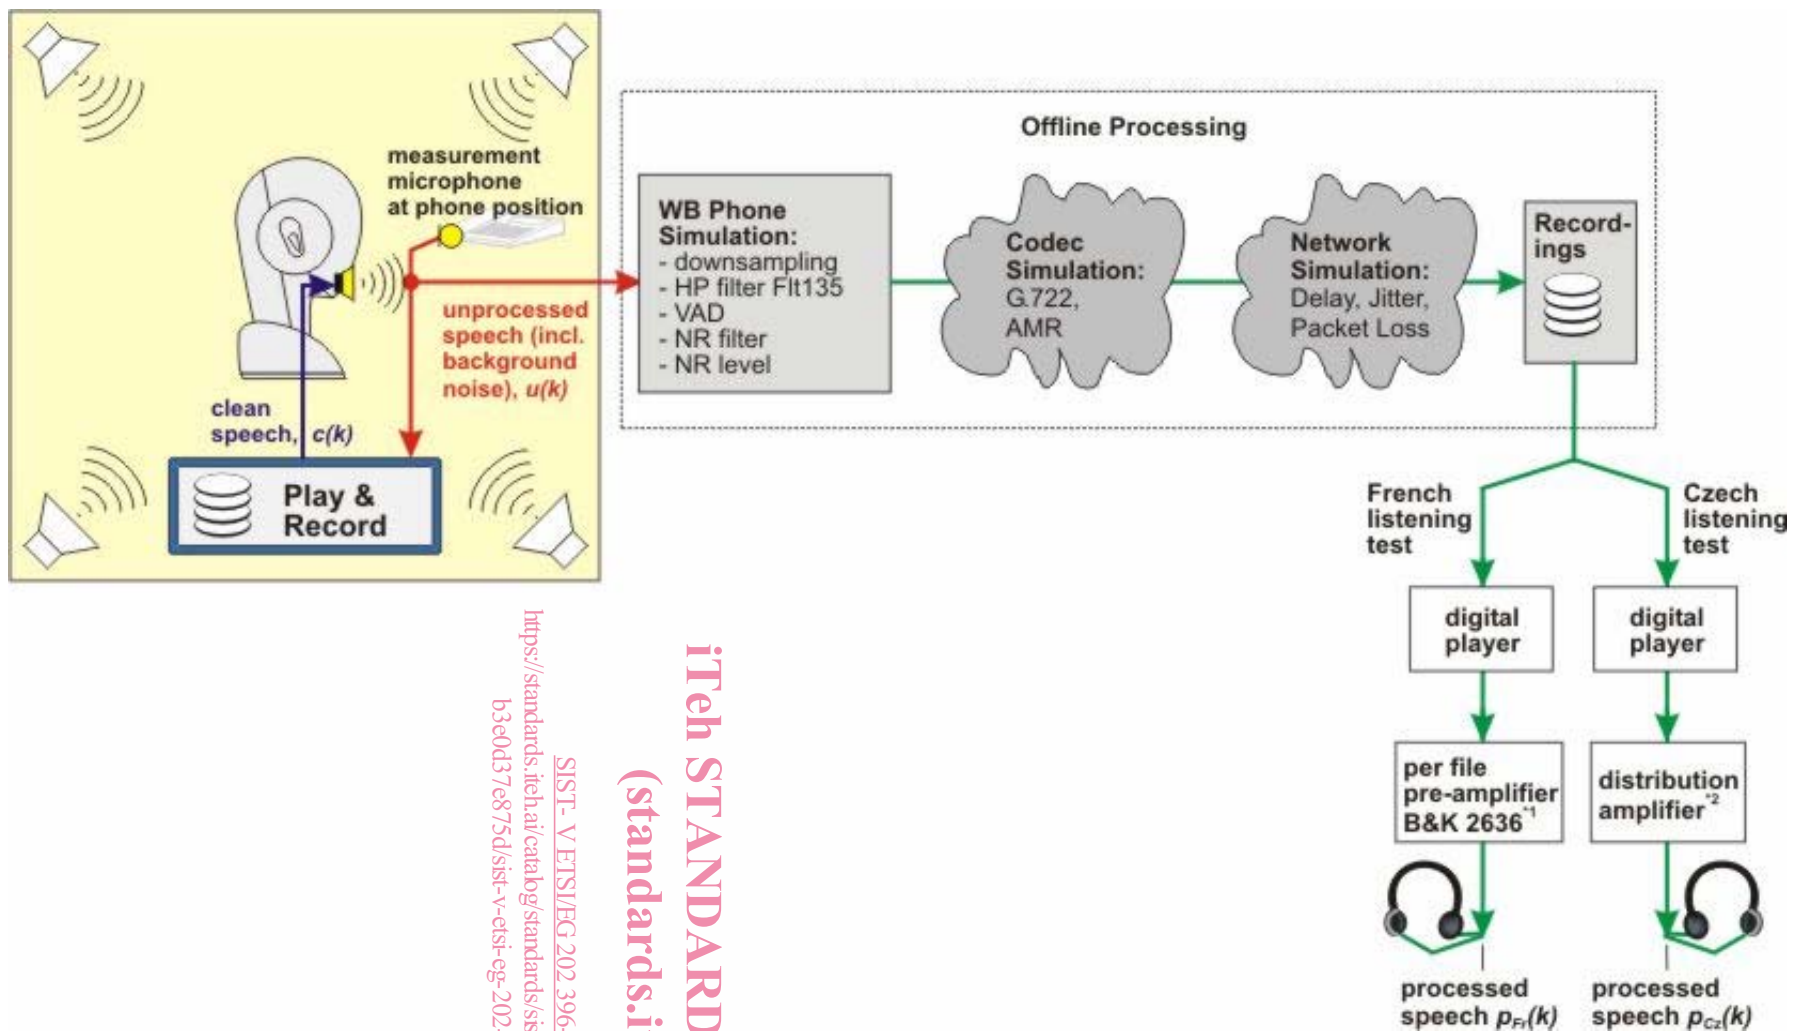 measurement
microphone
at phone position
unprocessed
speech (incl.
background
noise), u(k)
clean
speech, c(k)
Play &
Record
Offline Processing
WB Phone
Simulation:
- downsampling
- HP filter Flt135
- VAD
- NR filter
- NR level
Codec
Simulation:
G.722,
AMR
Network
Simulation:
Delay, Jitter,
Packet Loss
Record-
ings
French
listening
test
Czech
listening
test
digital
player
digital
player
per file
pre-amplifier
B&K 2636*1
distribution
amplifier*2
processed
speech pFr(k)
processed
speech pCz(k)
iTeh STANDARD
(standards.i
SIST- V ETSI/EG 202 396-
https://standards.iteh.ai/catalog/standards/sis
b3e0d37e875d/sist-v-etsi-eg-202-